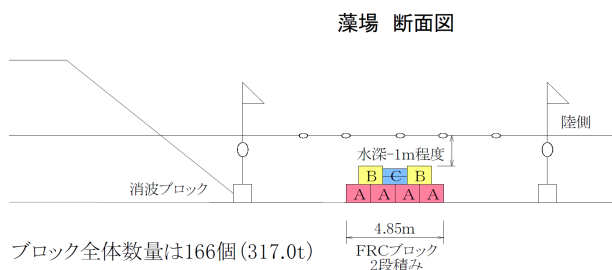 藻場 断面図
陸側
水深-1m程度
B C B
消波ブロック
A A A A
4.85m
FRCブロック
2段積み
ブロック全体数量は166個(317.0t)